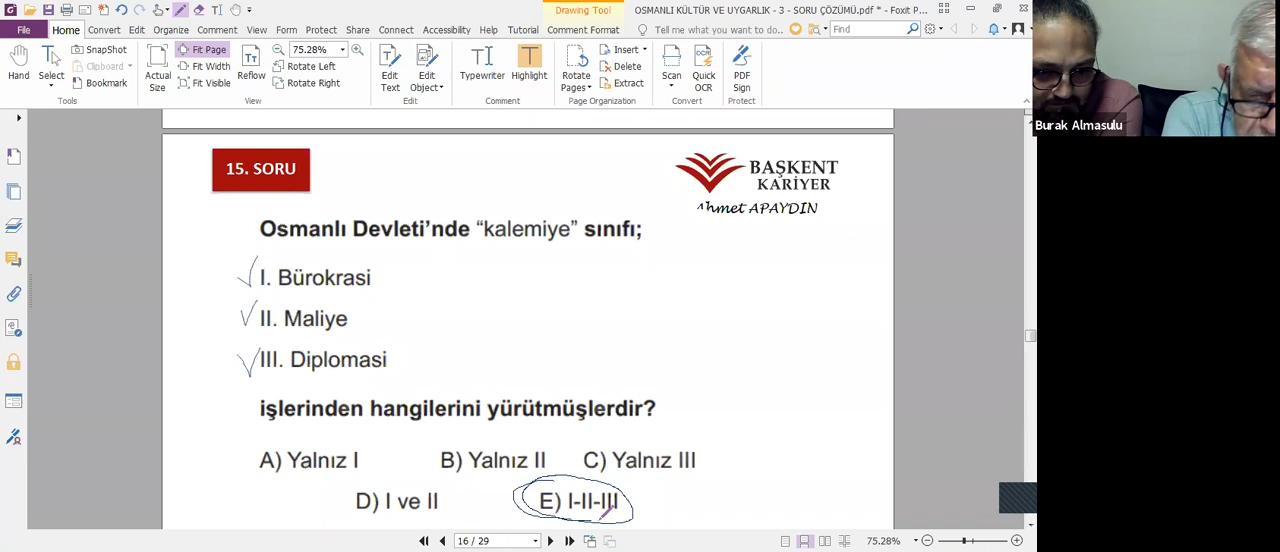 Drawing Tool
OSMANLI KÜLTÜR VE UYGARLIK - 3 - SORU ÇÖZÜMÜ.pdf * - Foxit P...
File Home Convert Edit Organize Comment View Form Protect Share Connect Accessibility Help Tutorial Comment Format Tell me what you want to do... Find
Hand
Select
SnapShot
Clipboard
Bookmark
Tools
Actual Size
Fit Page
Fit Width
Fit Visible
Reflow
75.28%
Rotate Left
Rotate Right
View
Edit Text
Edit Object
Edit
Typewriter
Highlight
Comment
Rotate Pages
Insert
Delete
Extract
Page Organization
Scan
Quick OCR
Convert
PDF Sign
Protect
Burak Almasulu
15. SORU
BAŞKENT
KARİYER
Ahmet APAYDIN
Osmanlı Devleti’nde “kalemiye” sınıfı;
I. Bürokrasi
II. Maliye
III. Diplomasi
işlerinden hangilerini yürütmüşlerdir?
A) Yalnız I B) Yalnız II C) Yalnız III
D) I ve II E) I-II-III
16 / 29
75.28%